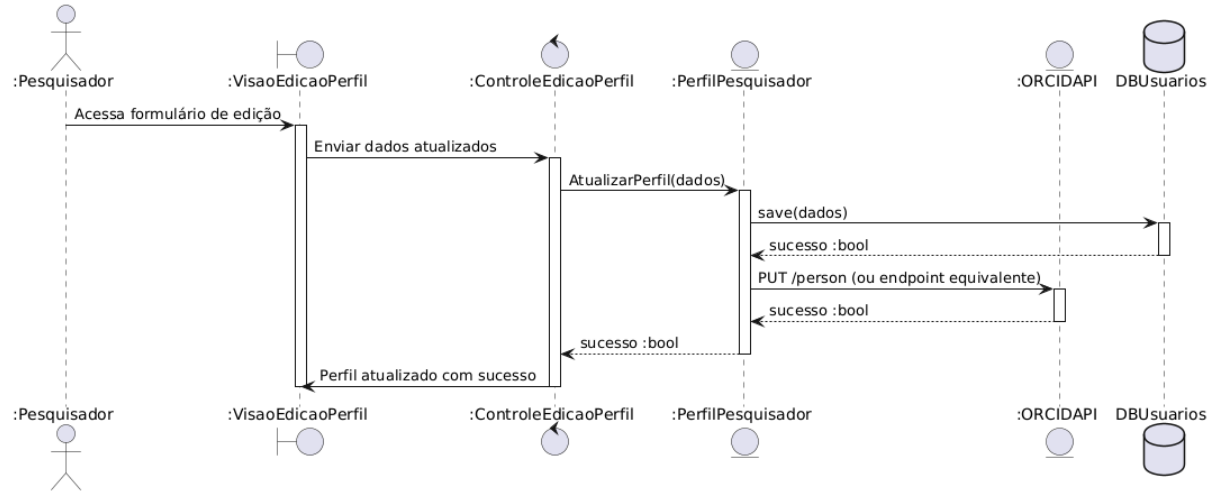 :Pesquisador :VisaoEdicaoPerfil :ControleEdicaoPerfil :PerfilPesquisador :ORCIDAPI DBUsuarios
Acessa formulário de edição
Enviar dados atualizados
AtualizarPerfil(dados)
save(dados)
sucesso :bool
PUT /person (ou endpoint equivalente)
sucesso :bool
sucesso :bool
Perfil atualizado com sucesso
:Pesquisador :VisaoEdicaoPerfil :ControleEdicaoPerfil :PerfilPesquisador :ORCIDAPI DBUsuarios